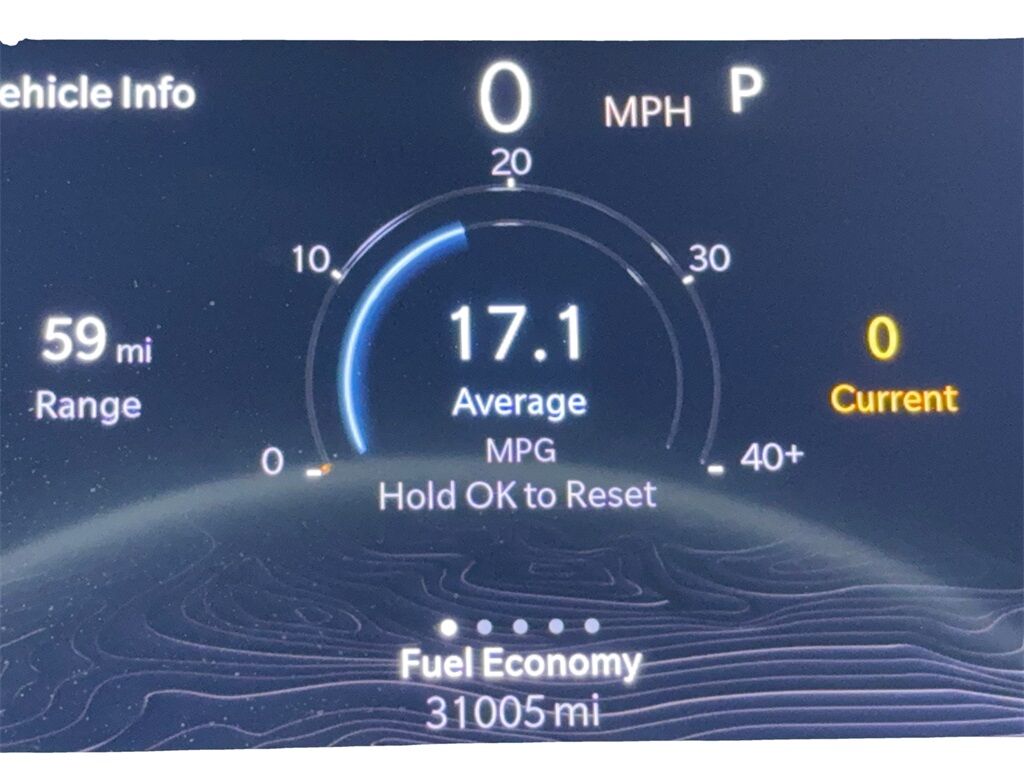 ehicle Info
0 MPH P
20
10
30
59 mi
Range
17.1
Average
MPG
Hold OK to Reset
0
Current
0
40+
Fuel Economy
31005 mi